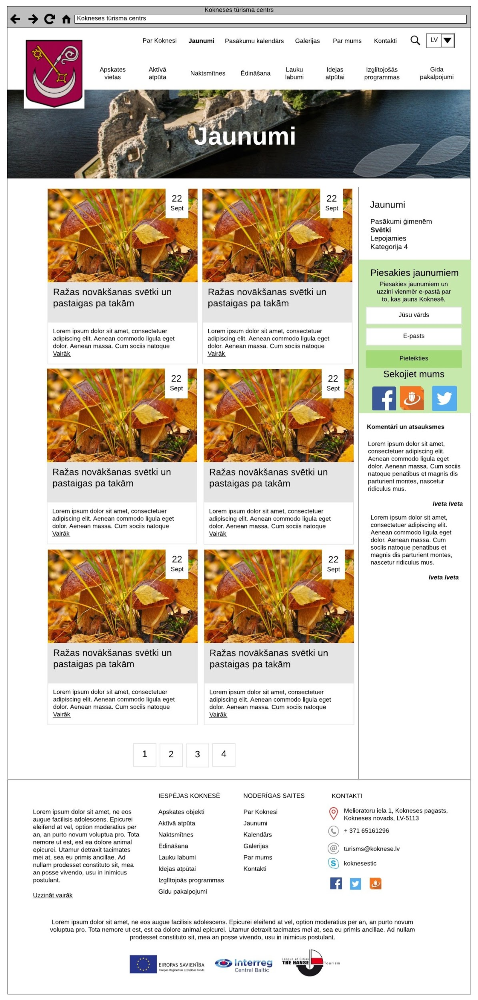 Kokneses tūrisma centrs
Kokneses tūrisma centrs
Par Koknesi
Jaunumi
Pasākumu kalendārs
Galerijas
Par mums
Kontakti
LV
Apskates
vietas
Aktīvā
atpūta
Naktsmītnes
Ēdināšana
Lauku
labumi
Idejas
atpūtai
Izglītojošās
programmas
Gida
pakalpojumi
Jaunumi
22
Sept
Ražas novākšanas svētki un
pastaigas pa takām
Lorem ipsum dolor sit amet, consectetuer
adipiscing elit. Aenean commodo ligula eget
dolor. Aenean massa. Cum sociis natoque
Vairāk
22
Sept
Ražas novākšanas svētki un
pastaigas pa takām
Lorem ipsum dolor sit amet, consectetuer
adipiscing elit. Aenean commodo ligula eget
dolor. Aenean massa. Cum sociis natoque
Vairāk
22
Sept
Ražas novākšanas svētki un
pastaigas pa takām
Lorem ipsum dolor sit amet, consectetuer
adipiscing elit. Aenean commodo ligula eget
dolor. Aenean massa. Cum sociis natoque
Vairāk
22
Sept
Ražas novākšanas svētki un
pastaigas pa takām
Lorem ipsum dolor sit amet, consectetuer
adipiscing elit. Aenean commodo ligula eget
dolor. Aenean massa. Cum sociis natoque
Vairāk
22
Sept
Ražas novākšanas svētki un
pastaigas pa takām
Lorem ipsum dolor sit amet, consectetuer
adipiscing elit. Aenean commodo ligula eget
dolor. Aenean massa. Cum sociis natoque
Vairāk
22
Sept
Ražas novākšanas svētki un
pastaigas pa takām
Lorem ipsum dolor sit amet, consectetuer
adipiscing elit. Aenean commodo ligula eget
dolor. Aenean massa. Cum sociis natoque
Vairāk
1
2
3
4
Jaunumi
Pasākumi ģimenēm
Svētki
Lepojamies
Kategorija 4
Piesakies jaunumiem
Piesakies jaunumiem un
uzzini vienmēr e-pastā par
to, kas jauns Koknesē.
Jūsu vārds
E-pasts
Pieteikties
Sekojiet mums
Komentāri un atsauksmes
Lorem ipsum dolor sit amet,
consectetuer adipiscing elit.
Aenean commodo ligula eget
dolor. Aenean massa. Cum sociis
natoque penatibus et magnis dis
parturient montes, nascetur
ridiculus mus.
Iveta Iveta
Lorem ipsum dolor sit amet,
consectetuer adipiscing elit.
Aenean commodo ligula eget
dolor. Aenean massa. Cum
sociis natoque penatibus et
magnis dis parturient montes,
nascetur ridiculus mus.
Iveta Iveta
Lorem ipsum dolor sit amet, ne eos
augue facilisis adolescens. Epicurei
eleifend at vel, option moderatius per
an, an purto novum voluptua pro. Tota
nemore ut est, est ea dolore animal
epicurei. Utamur detraxit tacimates
mei at, sea eu primis ancillae. Ad
nullam prodesset constituto sit, mea
an posse vivendo, usu in inimicus
postulant.
Uzzināt vairāk
IESPĒJAS KOKNESĒ
Apskates objekti
Aktīvā atpūta
Naktsmītnes
Ēdināšana
Lauku labumi
Idejas atpūtai
Izglītojoās programmas
Gidu pakalpojumi
NODERĪGAS SAITES
Par Koknesi
Jaunumi
Kalendārs
Galerijas
Par mums
Kontakti
KONTAKTI
Melioratoru iela 1, Kokneses pagasts,
Kokneses novads, LV-5113
+ 371 65161296
turisms@koknese.lv
koknesestic
Lorem ipsum dolor sit amet, ne eos augue facilisis adolescens. Epicurei eleifend at vel, option moderatius per an, an purto novum
voluptua pro. Tota nemore ut est, est ea dolore animal epicurei. Utamur detraxit tacimates mei at, sea eu primis ancillae. Ad nullam
prodesset constituto sit, mea an posse vivendo, usu in inimicus postulant.
EIROPAS SAVIENĪBA
Eiropas Reģionālās attīstības fonds
Interreg
Central Baltic
League of Cities
THE HANSE
Tourism